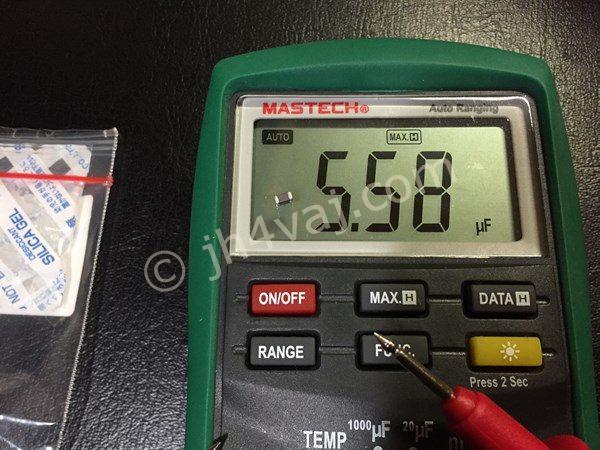 MASTECH®
Auto Ranging
AUTO
MAX.H
5.58
µF
© jh4vaj.com
ON/OFF
MAX.H
DATA H
RANGE
FUNC.
Press 2 Sec
TEMP
1000µF
20µF
SILICA GEL
DESICCANT